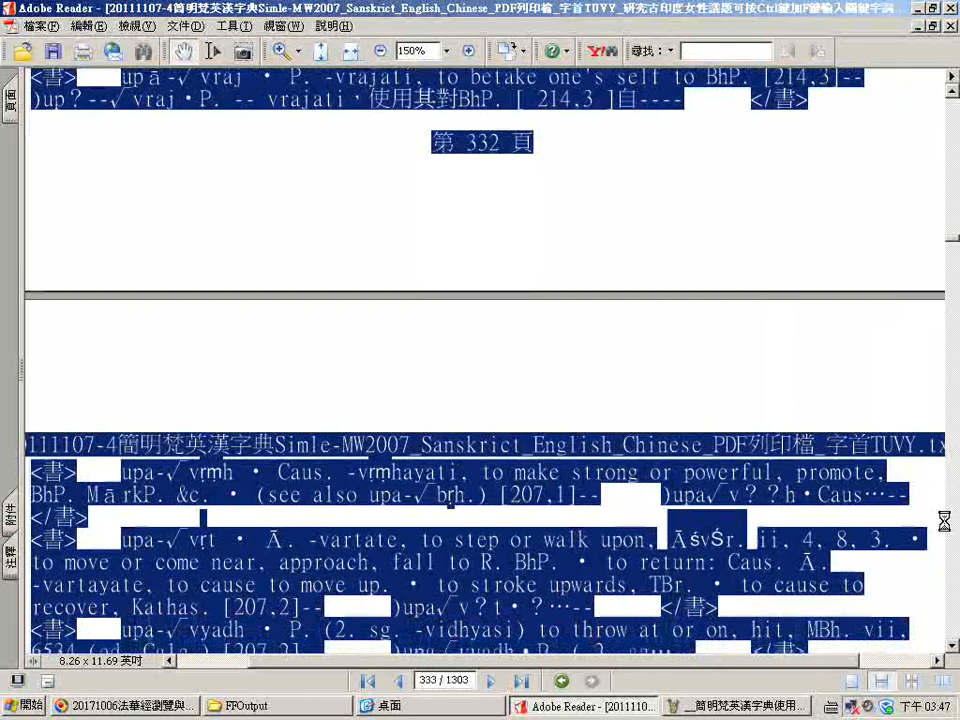 Adobe Reader - [20111107-4簡明梵英漢字典Simle-MW2007_Sanskrict_English_Chinese_PDF列印檔_字首TUVY_研究古印度女性話題可按Ctrl鍵加F鍵輸入關鍵字詞...
檔案(F) 編輯(E) 檢視(V) 文件(D) 工具(T) 視窗(W) 說明(H)
150% Y! 尋找：
頁面
<書> upā-√ vraj • P. -vrajati, to betake one's self to BhP. [214,3]--
)up？--√ vraj‧P. -- vrajati，使用其對BhP. [ 214,3 ]自---- </書>
第 332 頁
111107-4簡明梵英漢字典Simle-MW2007_Sanskrict_English_Chinese_PDF列印檔_字首TUVY.tx
<書> upa-√vṛṃh • Caus. -vṛṃhayati, to make strong or powerful, promote,
BhP. MārkP. &c. • (see also upa-√bṛh.) [207,1]-- )upa√v？？h‧Caus…--
</書>
<書> upa-√vṛt • Ā. -vartate, to step or walk upon, ĀśvŚr. ii, 4, 8, 3. •
to move or come near, approach, fall to R. BhP. • to return: Caus. Ā.
-vartayate, to cause to move up. • to stroke upwards, TBr. • to cause to
recover, Kathas. [207,2]-- )upa√v？t‧？…-- </書>
<書> upa-√vyadh • P. (2. sg. -vidhyasi) to throw at or on, hit, MBh. vii,
附件
注釋
8.26 x 11.69 英吋
333 / 1303
開始 20171006法華經瀏覽與... FFOutput 桌面 Adobe Reader - [201110... __簡明梵英字典使用... 下午 03:47